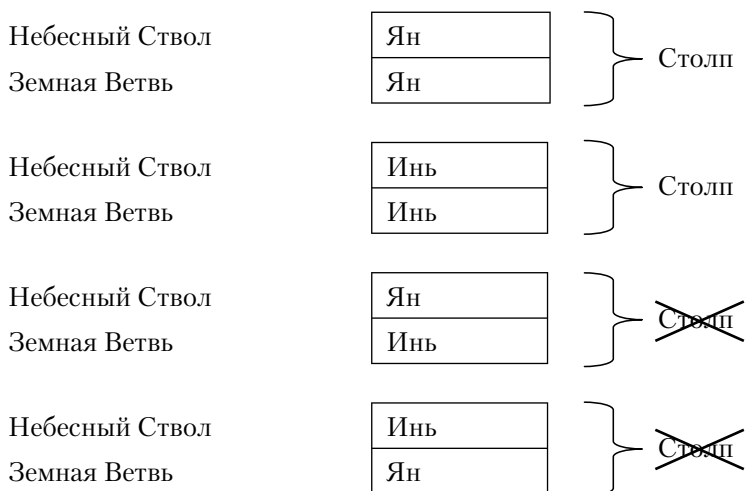 Небесный Ствол Ян
Столп
Земная Ветвь Ян
Небесный Ствол Инь
Столп
Земная Ветвь Инь
Небесный Ствол Ян
Столп
Земная Ветвь Инь
Небесный Ствол Инь
Столп
Земная Ветвь Ян